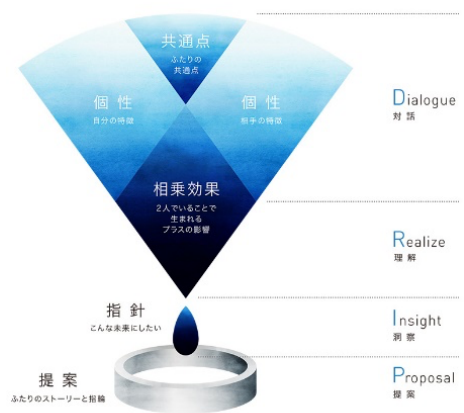 共通点
ふたりの
共通点
個性
自分の特徴
個性
相手の特徴
相乗効果
2人でいることで
生まれる
プラスの影響
指針
こんな未来にしたい
提案
ふたりのストーリーと指輪
Dialogue
対話
Realize
理解
Insight
洞察
Proposal
提案